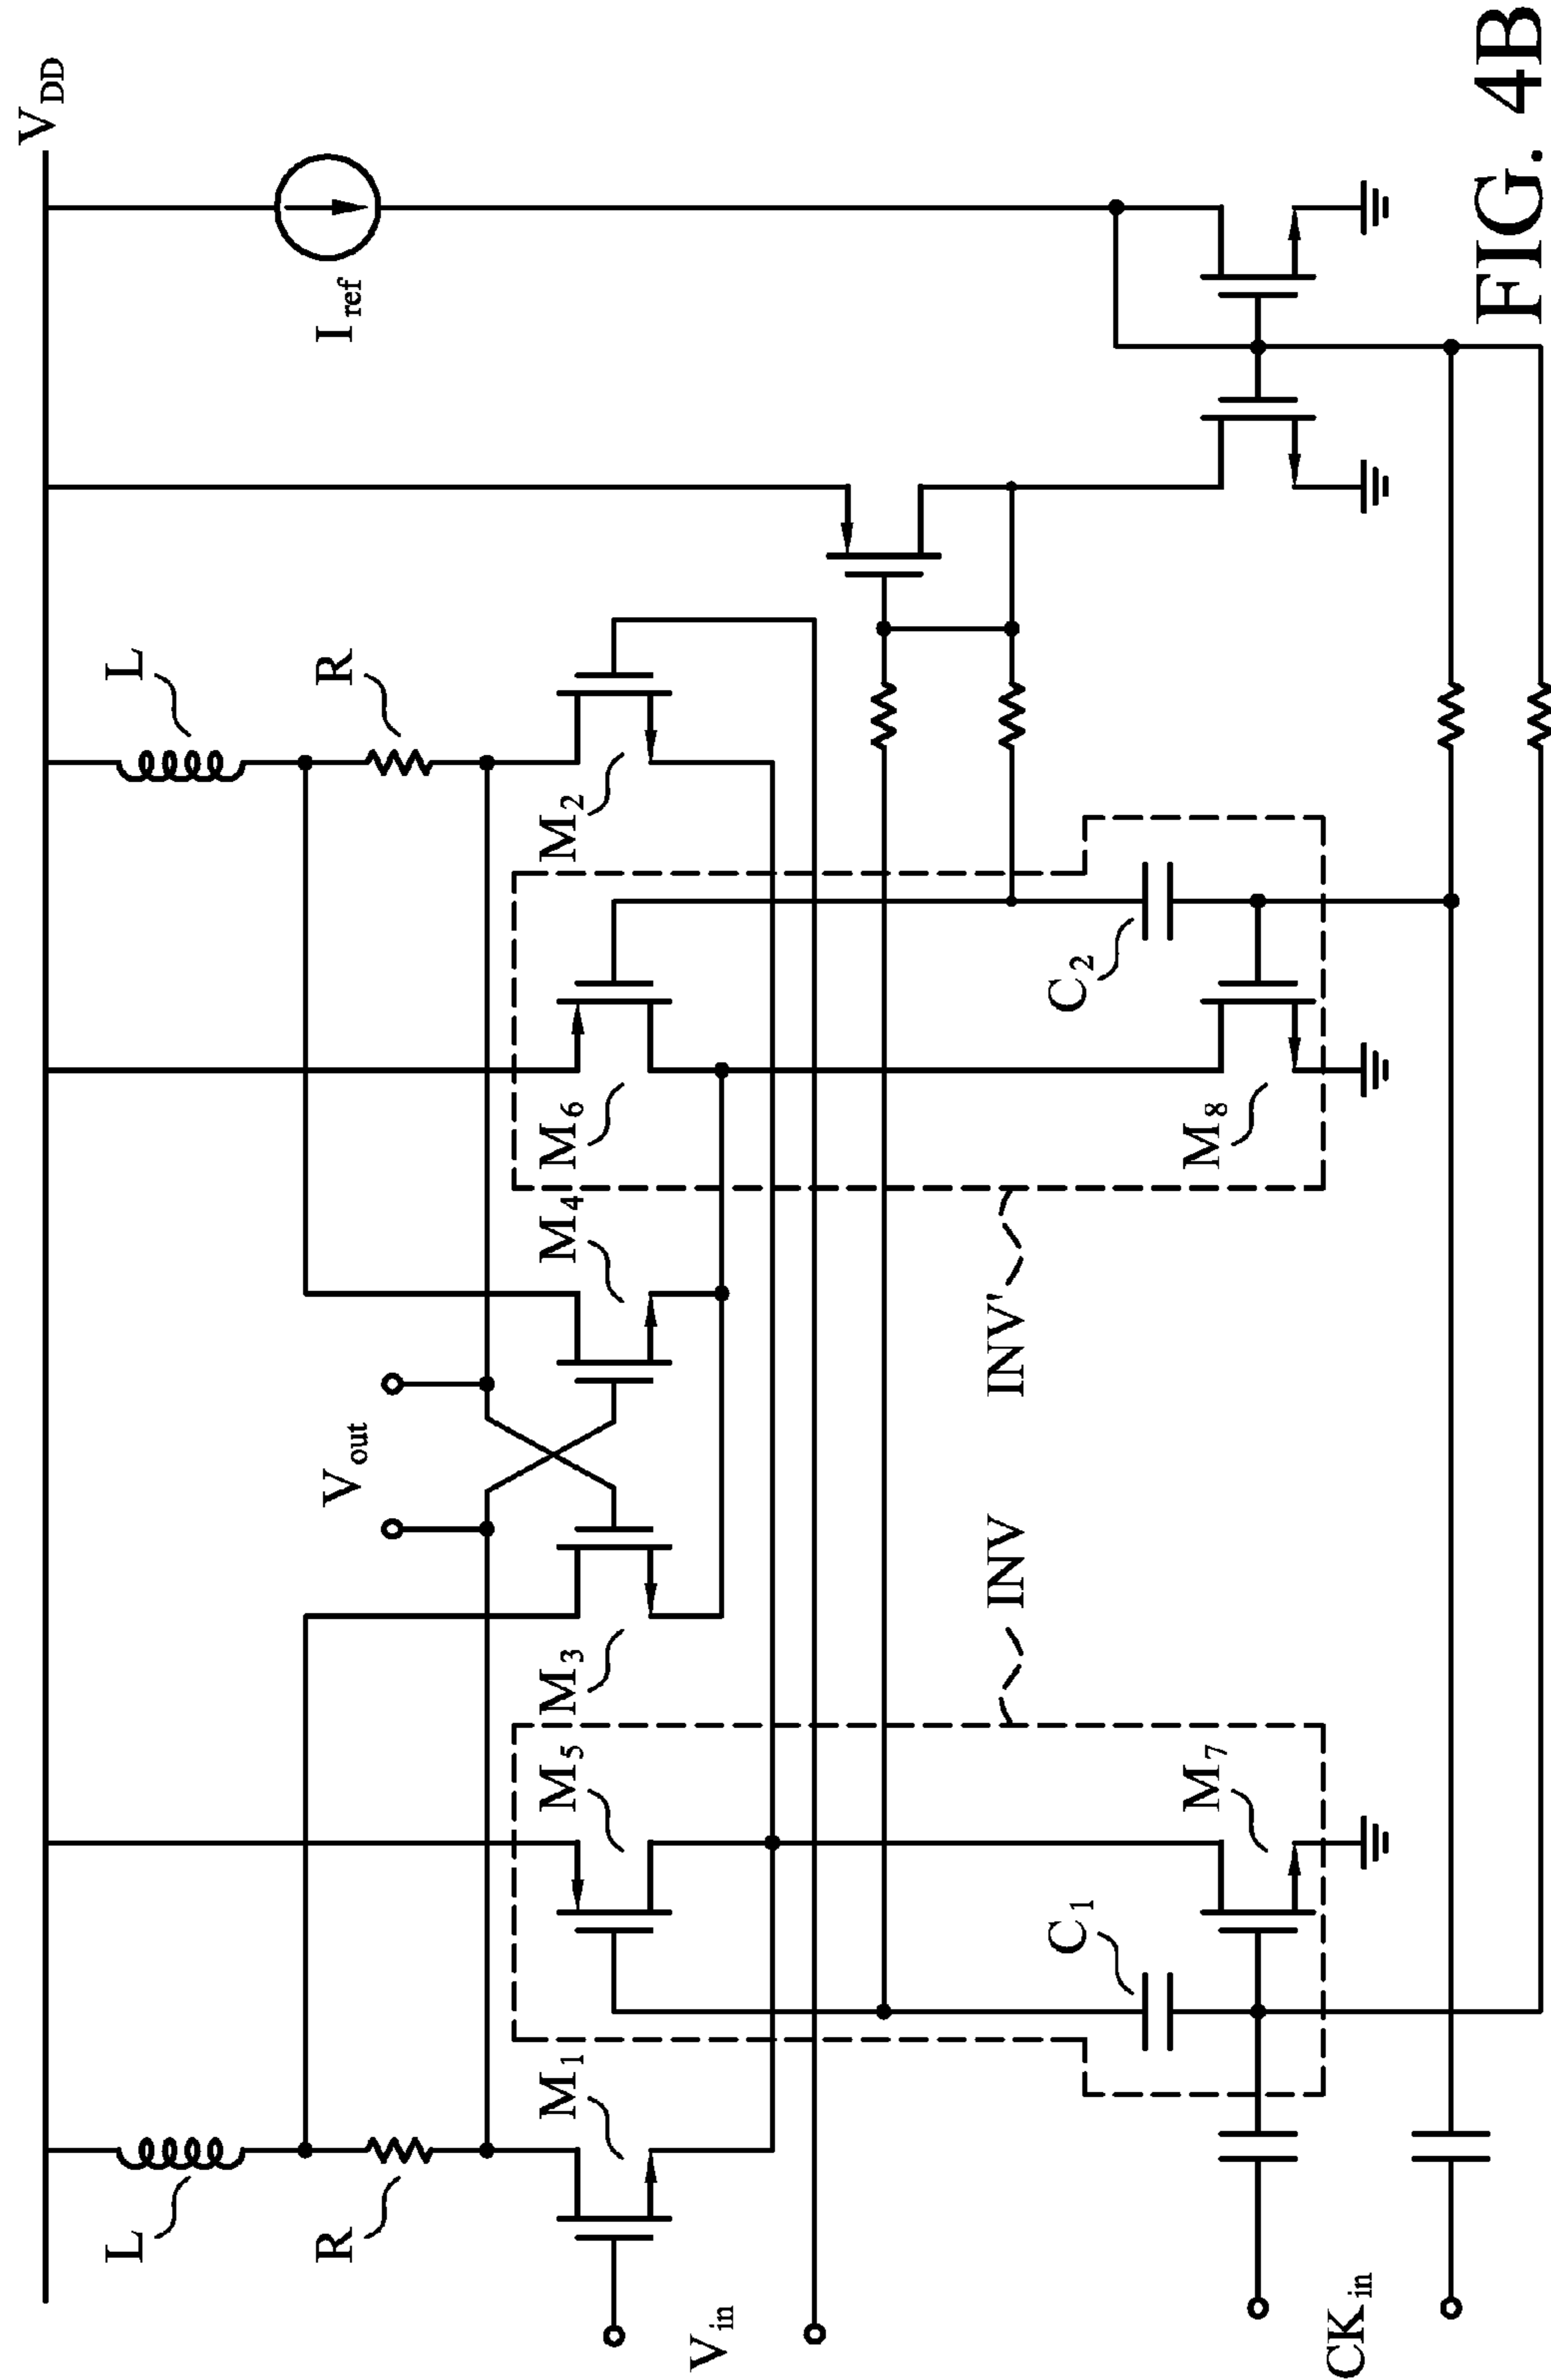 V_DD
L
L
R
R
I_ref
V_out
M_1
M_5
M_3
M_4
M_6
M_2
V_in
INV
INV'
C_1
C_2
M_7
M_8
CK_in
FIG. 4B